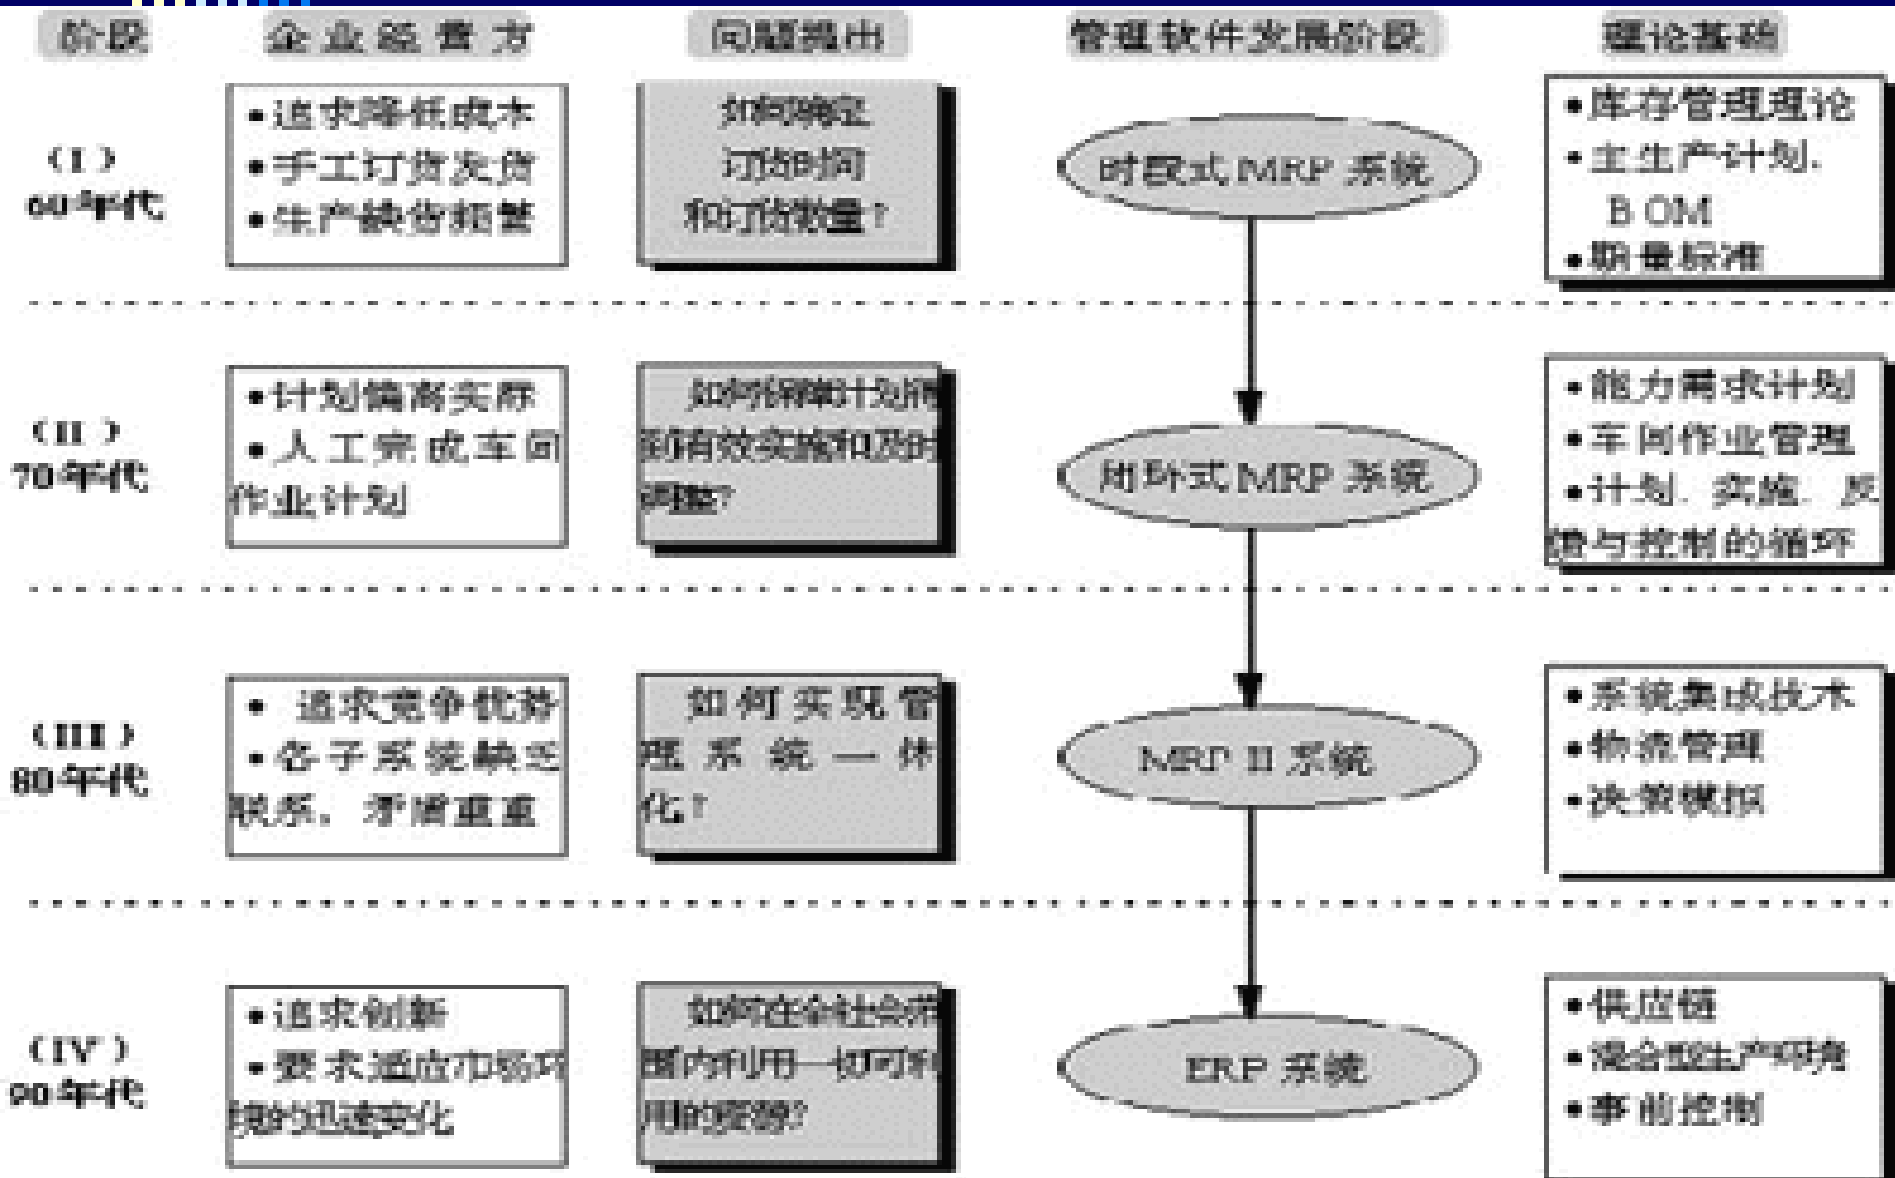 阶段
企业经营方
问题提出
管理软件发展阶段
理论基础
(I)
60年代
•追求降低成本
•手工订货发货
•生产缺货频繁
如何确定
订货时间
和订货数量?
时段式MRP 系统
•库存管理理论
•主生产计划.
BOM
•期量标准
(II)
70年代
•计划偏离实际
•人工完成车间
作业计划
如何保障计划得
到有效实施和及时
调整?
闭环式MRP 系统
•能力需求计划
•车间作业管理
•计划. 实施. 反
馈与控制的循环
(III)
80年代
• 追求竞争优势
•各子系统缺乏
联系, 矛盾重重
如何实现管
理系统一体
化?
MRP II 系统
•系统集成技术
•物流管理
•决策模拟
(IV)
90年代
•追求创新
•要求适应市场环
境的迅速变化
如何在全社会范
围内利用一切可利
用的资源?
ERP 系统
•供应链
•混合型生产环境
•事前控制